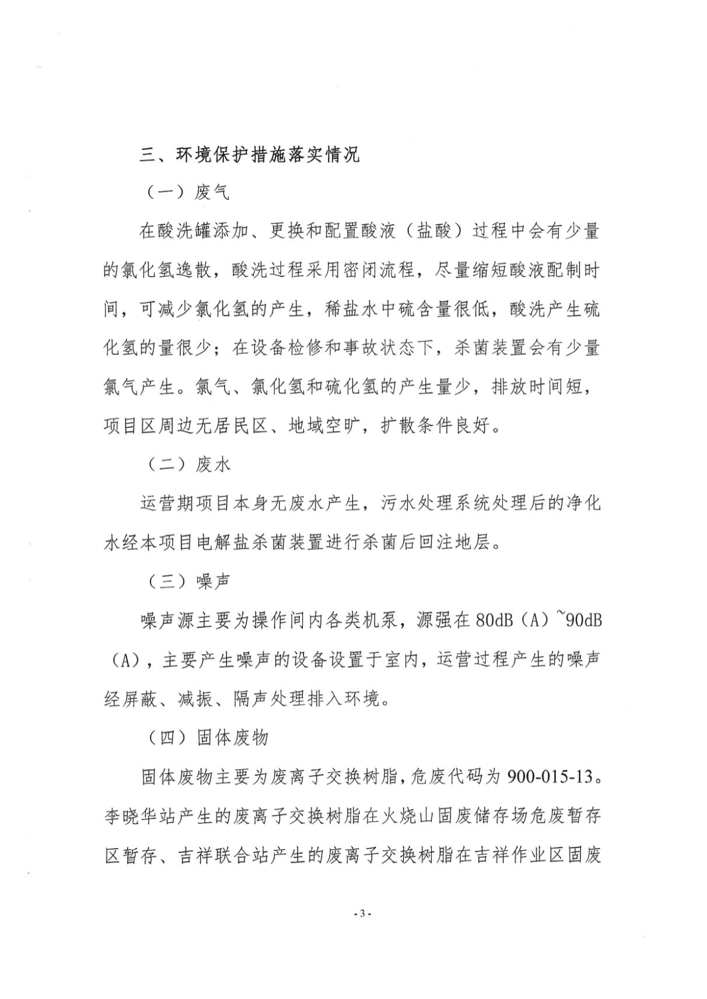 三、环境保护措施落实情况
（一）废气
在酸洗罐添加、更换和配置酸液（盐酸）过程中会有少量
的氯化氢逸散，酸洗过程采用密闭流程，尽量缩短酸液配制时
间，可减少氯化氢的产生，稀盐水中硫含量很低，酸洗产生硫
化氢的量很少；在设备检修和事故状态下，杀菌装置会有少量
氯气产生。氯气、氯化氢和硫化氢的产生量少，排放时间短，
项目区周边无居民区、地域空旷，扩散条件良好。
（二）废水
运营期项目本身无废水产生，污水处理系统处理后的净化
水经本项目电解盐杀菌装置进行杀菌后回注地层。
（三）噪声
噪声源主要为操作间内各类机泵，源强在 80dB（A）~90dB
（A），主要产生噪声的设备设置于室内，运营过程产生的噪声
经屏蔽、减振、隔声处理排入环境。
（四）固体废物
固体废物主要为废离子交换树脂，危废代码为 900-015-13。
李晓华站产生的废离子交换树脂在火烧山固废储存场危废暂存
区暂存、吉祥联合站产生的废离子交换树脂在吉祥作业区固废
- 3 -